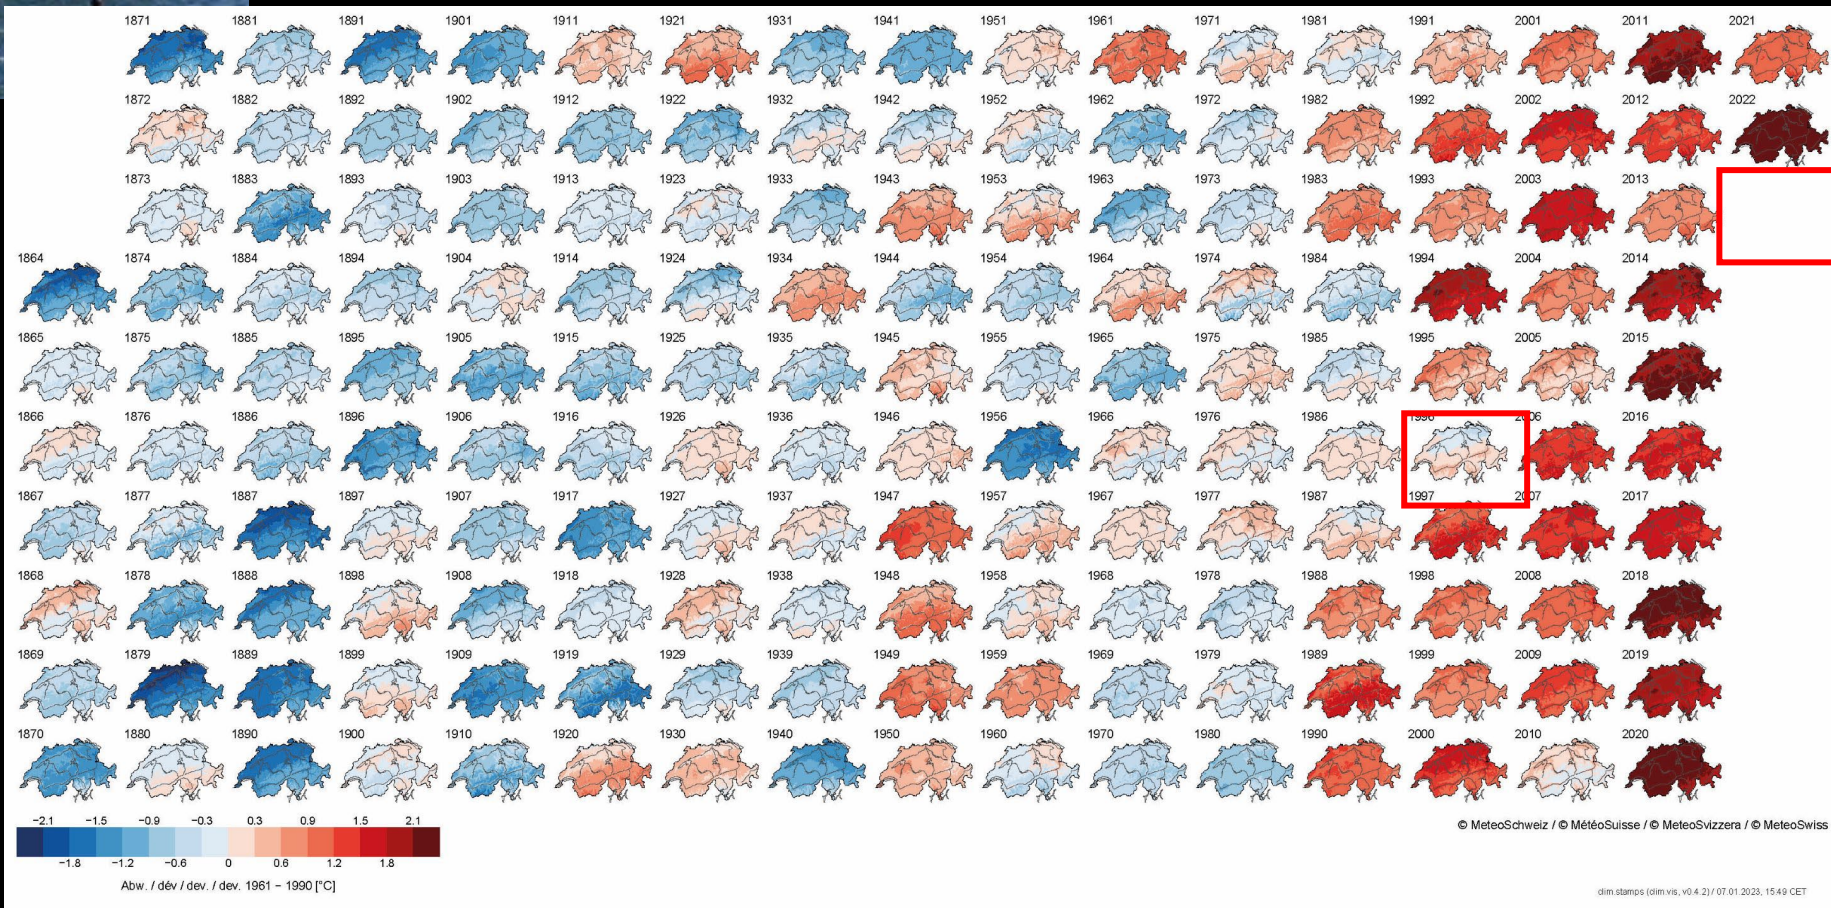 1871 1881 1891 1901 1911 1921 1931 1941 1951 1961 1971 1981 1991 2001 2011 2021
1872 1882 1892 1902 1912 1922 1932 1942 1952 1962 1972 1982 1992 2002 2012 2022
1873 1883 1893 1903 1913 1923 1933 1943 1953 1963 1973 1983 1993 2003 2013
1864 1874 1884 1894 1904 1914 1924 1934 1944 1954 1964 1974 1984 1994 2004 2014
1865 1875 1885 1895 1905 1915 1925 1935 1945 1955 1965 1975 1985 1995 2005 2015
1866 1876 1886 1896 1906 1916 1926 1936 1946 1956 1966 1976 1986 1996 2006 2016
1867 1877 1887 1897 1907 1917 1927 1937 1947 1957 1967 1977 1987 1997 2007 2017
1868 1878 1888 1898 1908 1918 1928 1938 1948 1958 1968 1978 1988 1998 2008 2018
1869 1879 1889 1899 1909 1919 1929 1939 1949 1959 1969 1979 1989 1999 2009 2019
1870 1880 1890 1900 1910 1920 1930 1940 1950 1960 1970 1980 1990 2000 2010 2020
−2.1 −1.5 −0.9 −0.3 0.3 0.9 1.5 2.1
−1.8 −1.2 −0.6 0 0.6 1.2 1.8
Abw. / dév / dev. / dev. 1961 − 1990 [°C]
© MeteoSchweiz / © MétéoSuisse / © MeteoSvizzera / © MeteoSwiss
clim.stamps (clim.vis, v0.4.2) / 07.01.2023, 15:49 CET